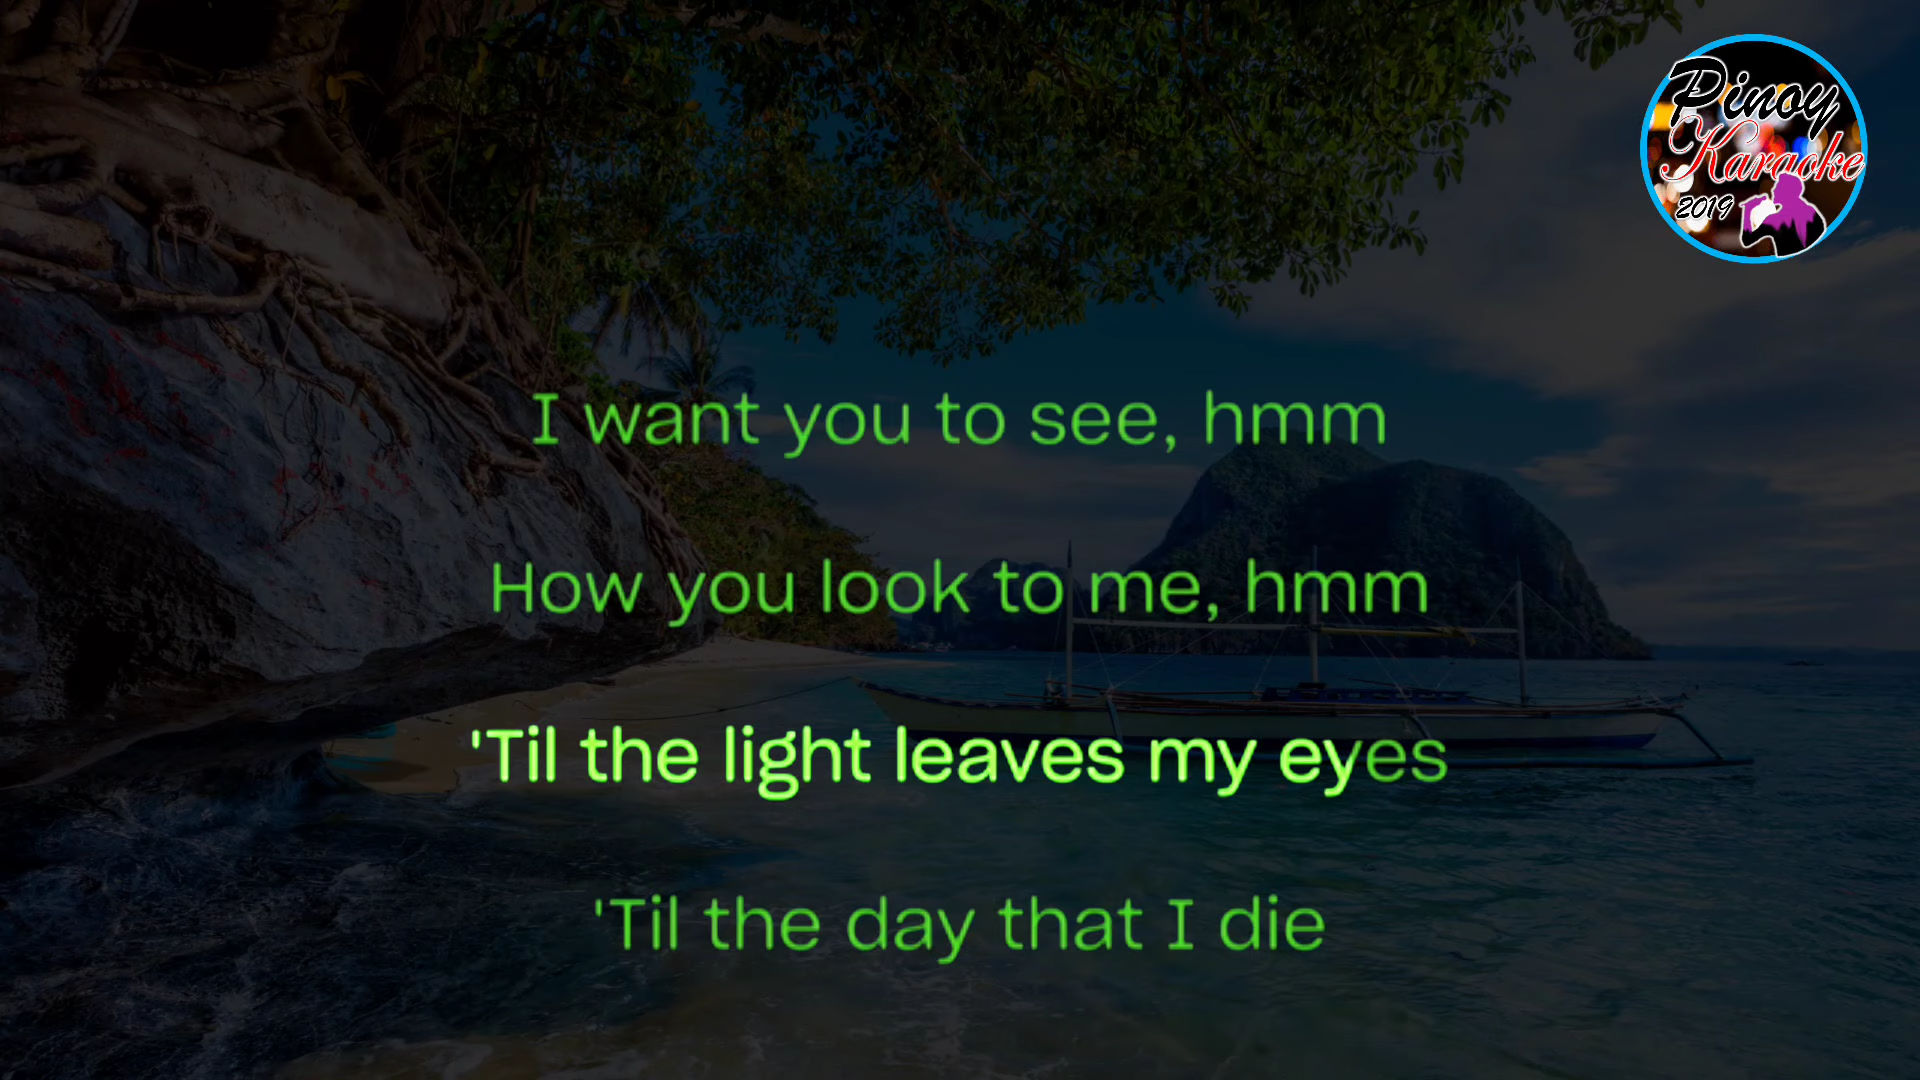 Pinoy
Karaoke
2019
I want you to see, hmm
How you look to me, hmm
'Til the light leaves my eyes
'Til the day that I die